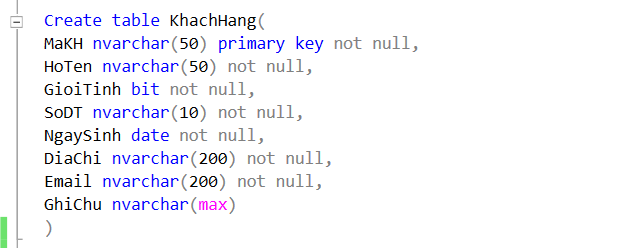 Create table KhachHang(
MaKH nvarchar(50) primary key not null,
HoTen nvarchar(50) not null,
GioiTinh bit not null,
SoDT nvarchar(10) not null,
NgaySinh date not null,
DiaChi nvarchar(200) not null,
Email nvarchar(200) not null,
GhiChu nvarchar(max)
)